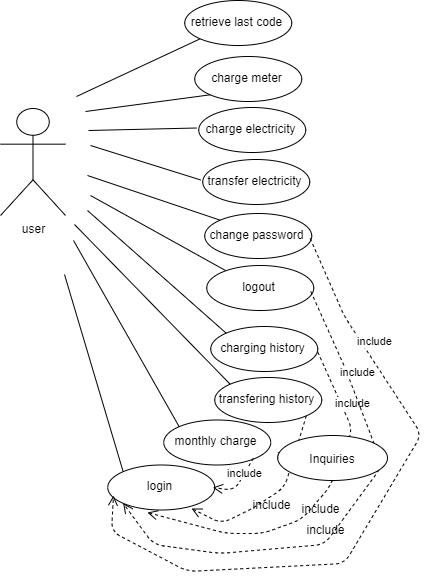 retrieve last code
charge meter
charge electricity
transfer electricity
user
change password
logout
include
charging history
include
transfering history
include
monthly charge
Inquiries
include
login
include
include
include